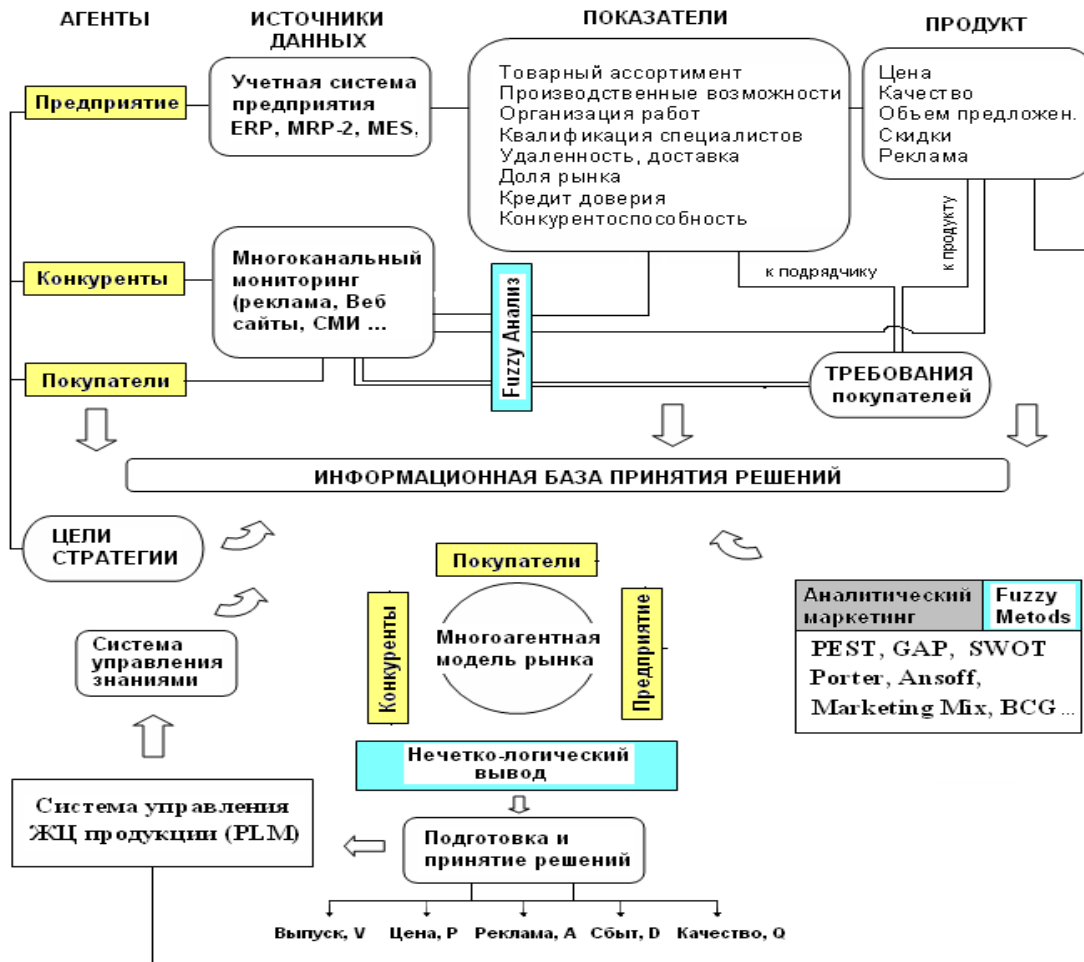 АГЕНТЫ
ИСТОЧНИКИ
ДАННЫХ
ПОКАЗАТЕЛИ
ПРОДУКТ
Предприятие
Учетная система
предприятия
ERP, MRP-2, MES,
Товарный ассортимент
Производственные возможности
Организация работ
Квалификация специалистов
Удаленность, доставка
Доля рынка
Кредит доверия
Конкурентоспособность
Цена
Качество
Объем предложен.
Скидки
Реклама
Конкуренты
Многоканальный
мониторинг
(реклама, Веб
сайты, СМИ ...
Fuzzy Анализ
к подрядчику
к продукту
Покупатели
ТРЕБОВАНИЯ
покупателей
ИНФОРМАЦИОННАЯ БАЗА ПРИНЯТИЯ РЕШЕНИЙ
ЦЕЛИ
СТРАТЕГИИ
Покупатели
Конкуренты
Многоагентная
модель рынка
Предприятие
Аналитический
маркетинг
Fuzzy
Metods
PEST, GAP, SWOT
Porter, Ansoff,
Marketing Mix, BCG ...
Система
управления
знаниями
Нечетко-логический
вывод
Система управления
ЖЦ продукции (PLM)
Подготовка и
принятие решений
Выпуск, V Цена, P Реклама, A Сбыт, D Качество, Q